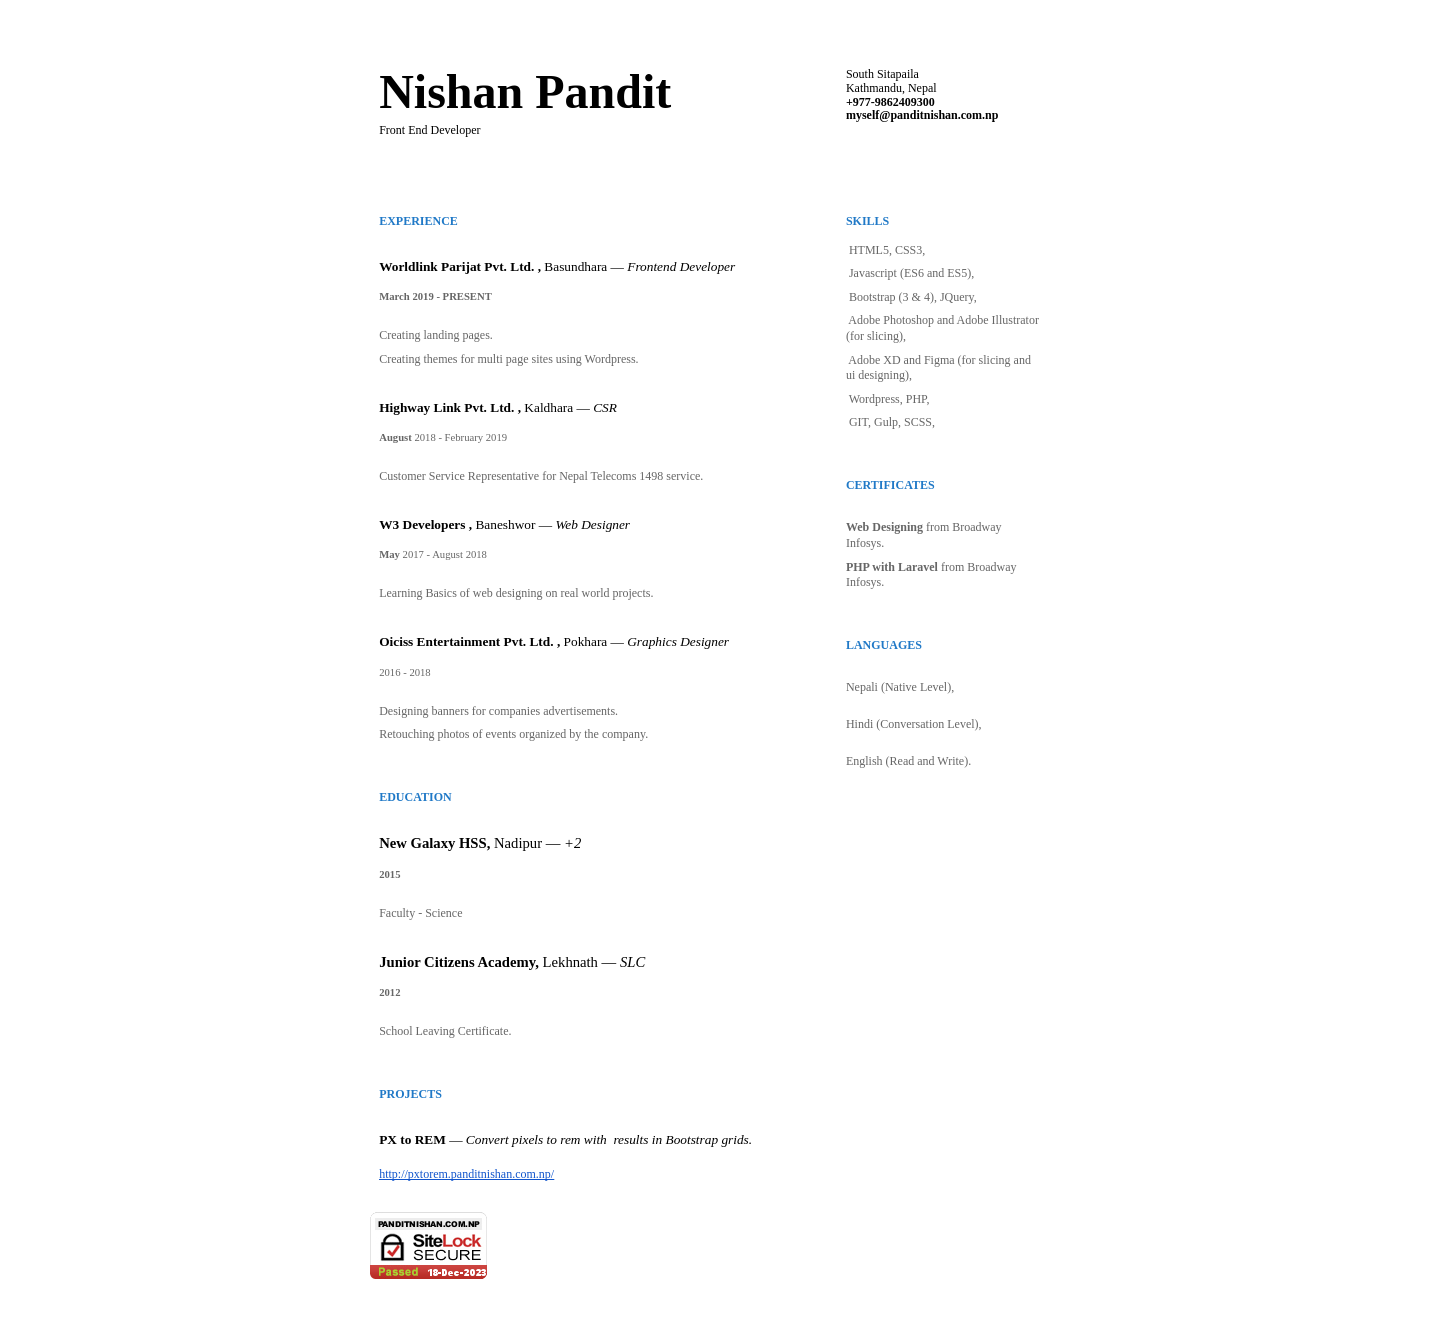 Nishan Pandit
Front End Developer
South Sitapaila
Kathmandu, Nepal
+977-9862409300
myself@panditnishan.com.np
EXPERIENCE
Worldlink Parijat Pvt. Ltd. , Basundhara — Frontend Developer
March 2019 - PRESENT
Creating landing pages.
Creating themes for multi page sites using Wordpress.
Highway Link Pvt. Ltd. , Kaldhara — CSR
August 2018 - February 2019
Customer Service Representative for Nepal Telecoms 1498 service.
W3 Developers , Baneshwor — Web Designer
May 2017 - August 2018
Learning Basics of web designing on real world projects.
Oiciss Entertainment Pvt. Ltd. , Pokhara — Graphics Designer
2016 - 2018
Designing banners for companies advertisements.
Retouching photos of events organized by the company.
EDUCATION
New Galaxy HSS, Nadipur — +2
2015
Faculty - Science
Junior Citizens Academy, Lekhnath — SLC
2012
School Leaving Certificate.
PROJECTS
PX to REM — Convert pixels to rem with  results in Bootstrap grids.
http://pxtorem.panditnishan.com.np/
SKILLS
HTML5, CSS3,
Javascript (ES6 and ES5),
Bootstrap (3 & 4), JQuery,
Adobe Photoshop and Adobe Illustrator
(for slicing),
Adobe XD and Figma (for slicing and
ui designing),
Wordpress, PHP,
GIT, Gulp, SCSS,
CERTIFICATES
Web Designing from Broadway
Infosys.
PHP with Laravel from Broadway
Infosys.
LANGUAGES
Nepali (Native Level),
Hindi (Conversation Level),
English (Read and Write).
PANDITNISHAN.COM.NP
SiteLock
SECURE
Passed 18-Dec-2023